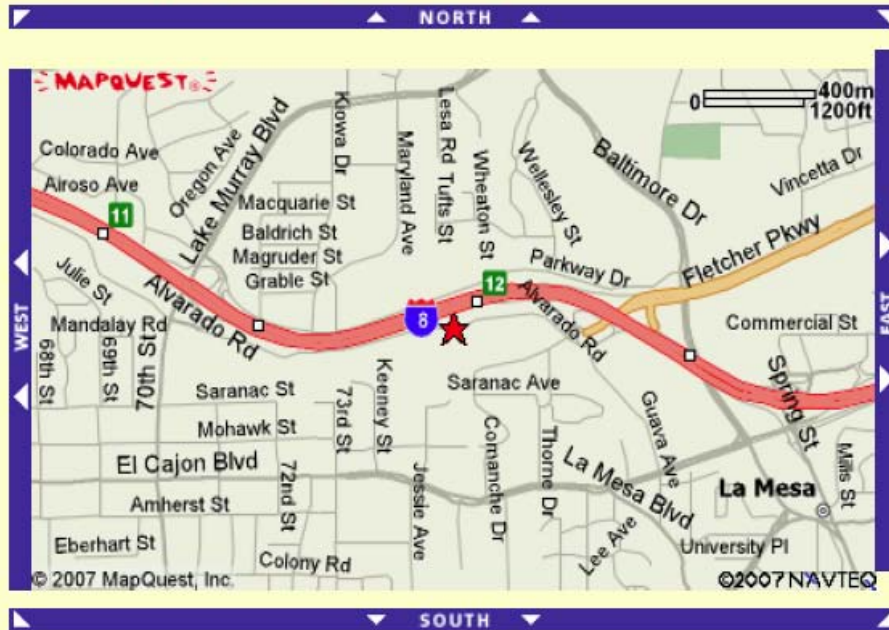 NORTH
MAPQUEST®
400m
0
1200ft
Colorado Ave
Airoso Ave
Oregon Ave
Lake Murray Blvd
Kiowa Dr
Maryland Ave
Lesa Rd
Tufts St
Wheaton St
Wellesley St
Baltimore Dr
Vincetta Dr
11
Macquarie St
Baldrich St
Magruder St
Grable St
Parkway Dr
Fletcher Pkwy
WEST
EAST
Julie St
Alvarado Rd
12
8
Alvarado Rd
Mandalay Rd
Commercial St
68th St
69th St
70th St
Saranac St
73rd St
Keeney St
Saranac Ave
Guava Ave
Spring St
Mohawk St
El Cajon Blvd
72nd St
Jessie Ave
Comanche Dr
Thorne Dr
La Mesa Blvd
La Mesa
Mills St
Amherst St
Eberhart St
Colony Rd
Lee Ave
University Pl
© 2007 MapQuest, Inc.
©2007 NAVTEQ
SOUTH